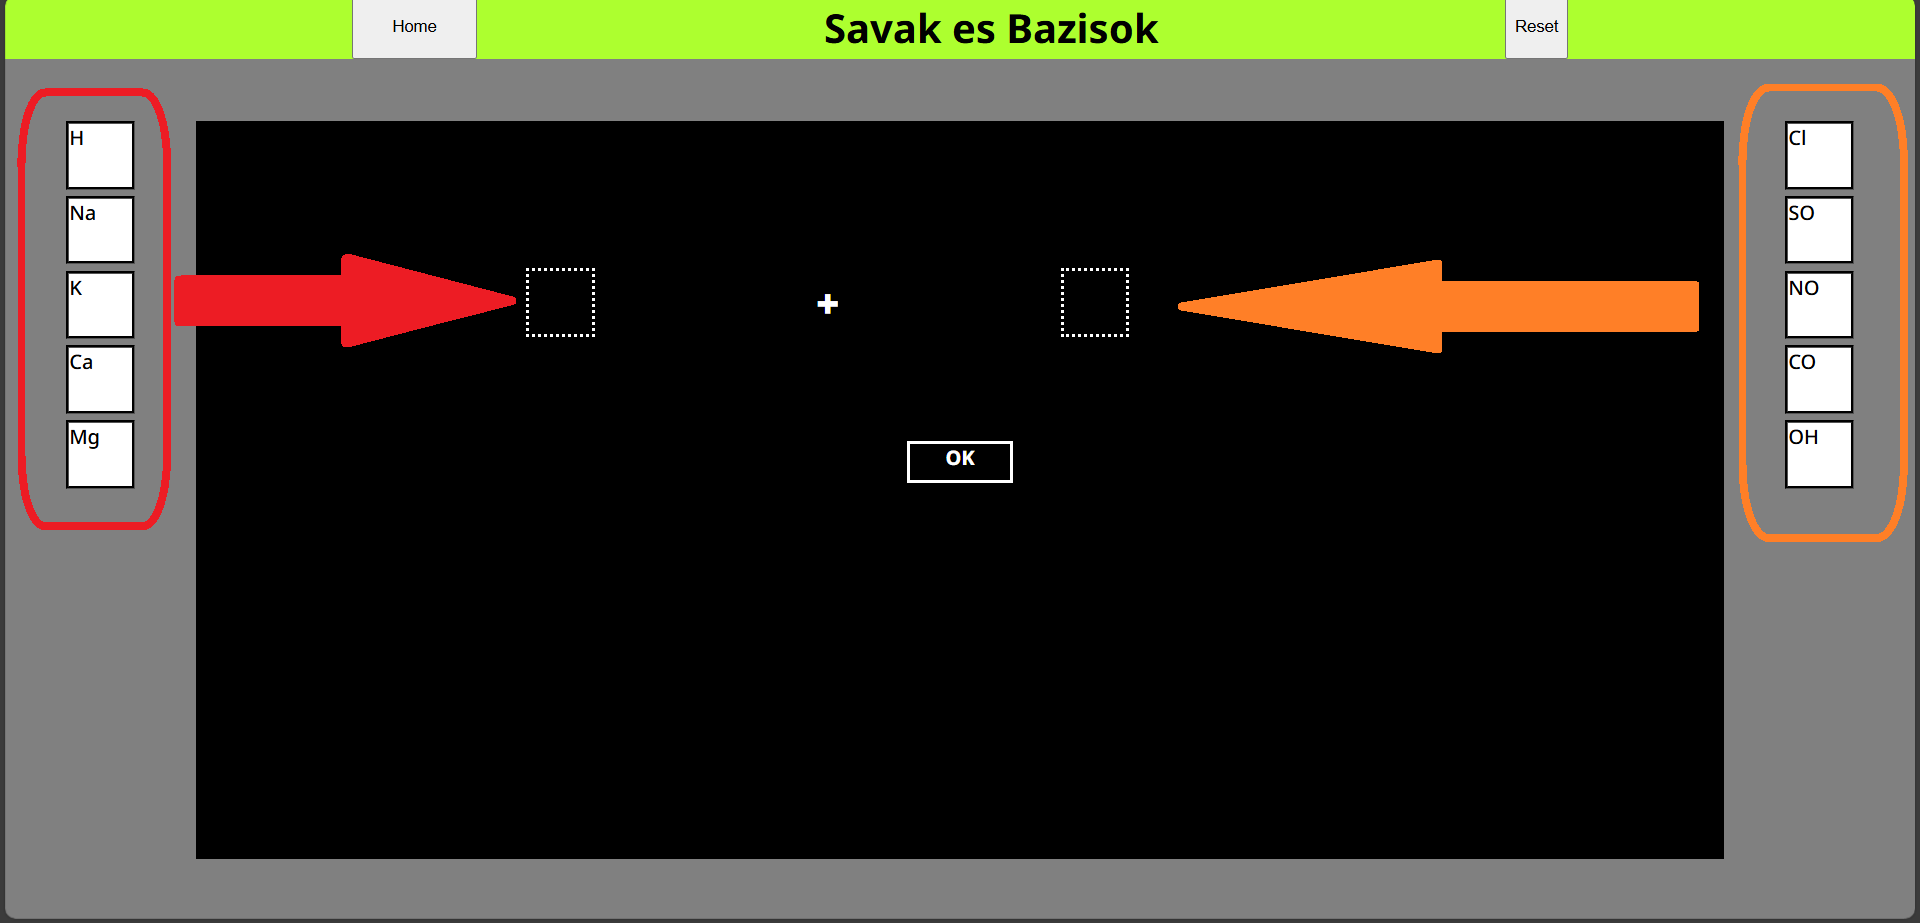 Home
Savak es Bazisok
Reset
H
Na
K
Ca
Mg
+
OK
Cl
SO
NO
CO
OH